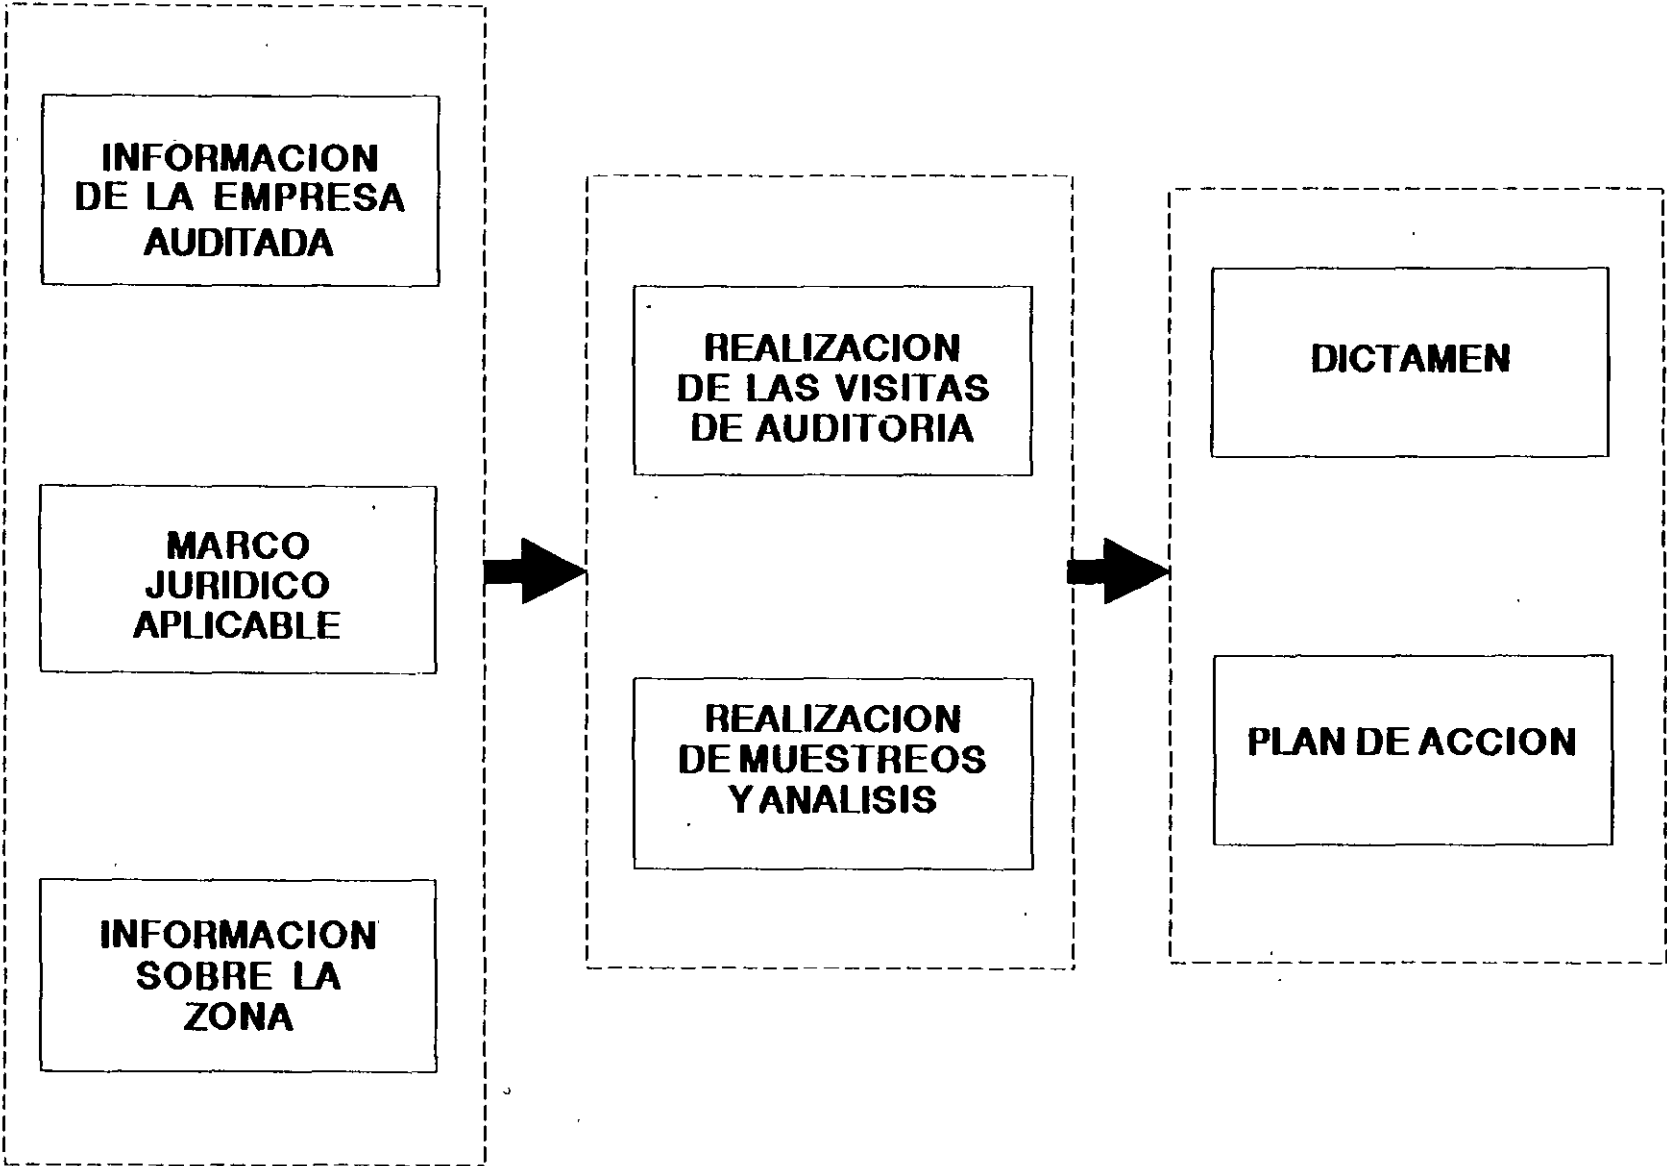 INFORMACION
DE LA EMPRESA
AUDITADA
MARCO
JURIDICO
APLICABLE
INFORMACION
SOBRE LA
ZONA
REALIZACION
DE LAS VISITAS
DE AUDITORIA
REALIZACION
DE MUESTREOS
Y ANALISIS
DICTAMEN
PLAN DE ACCION